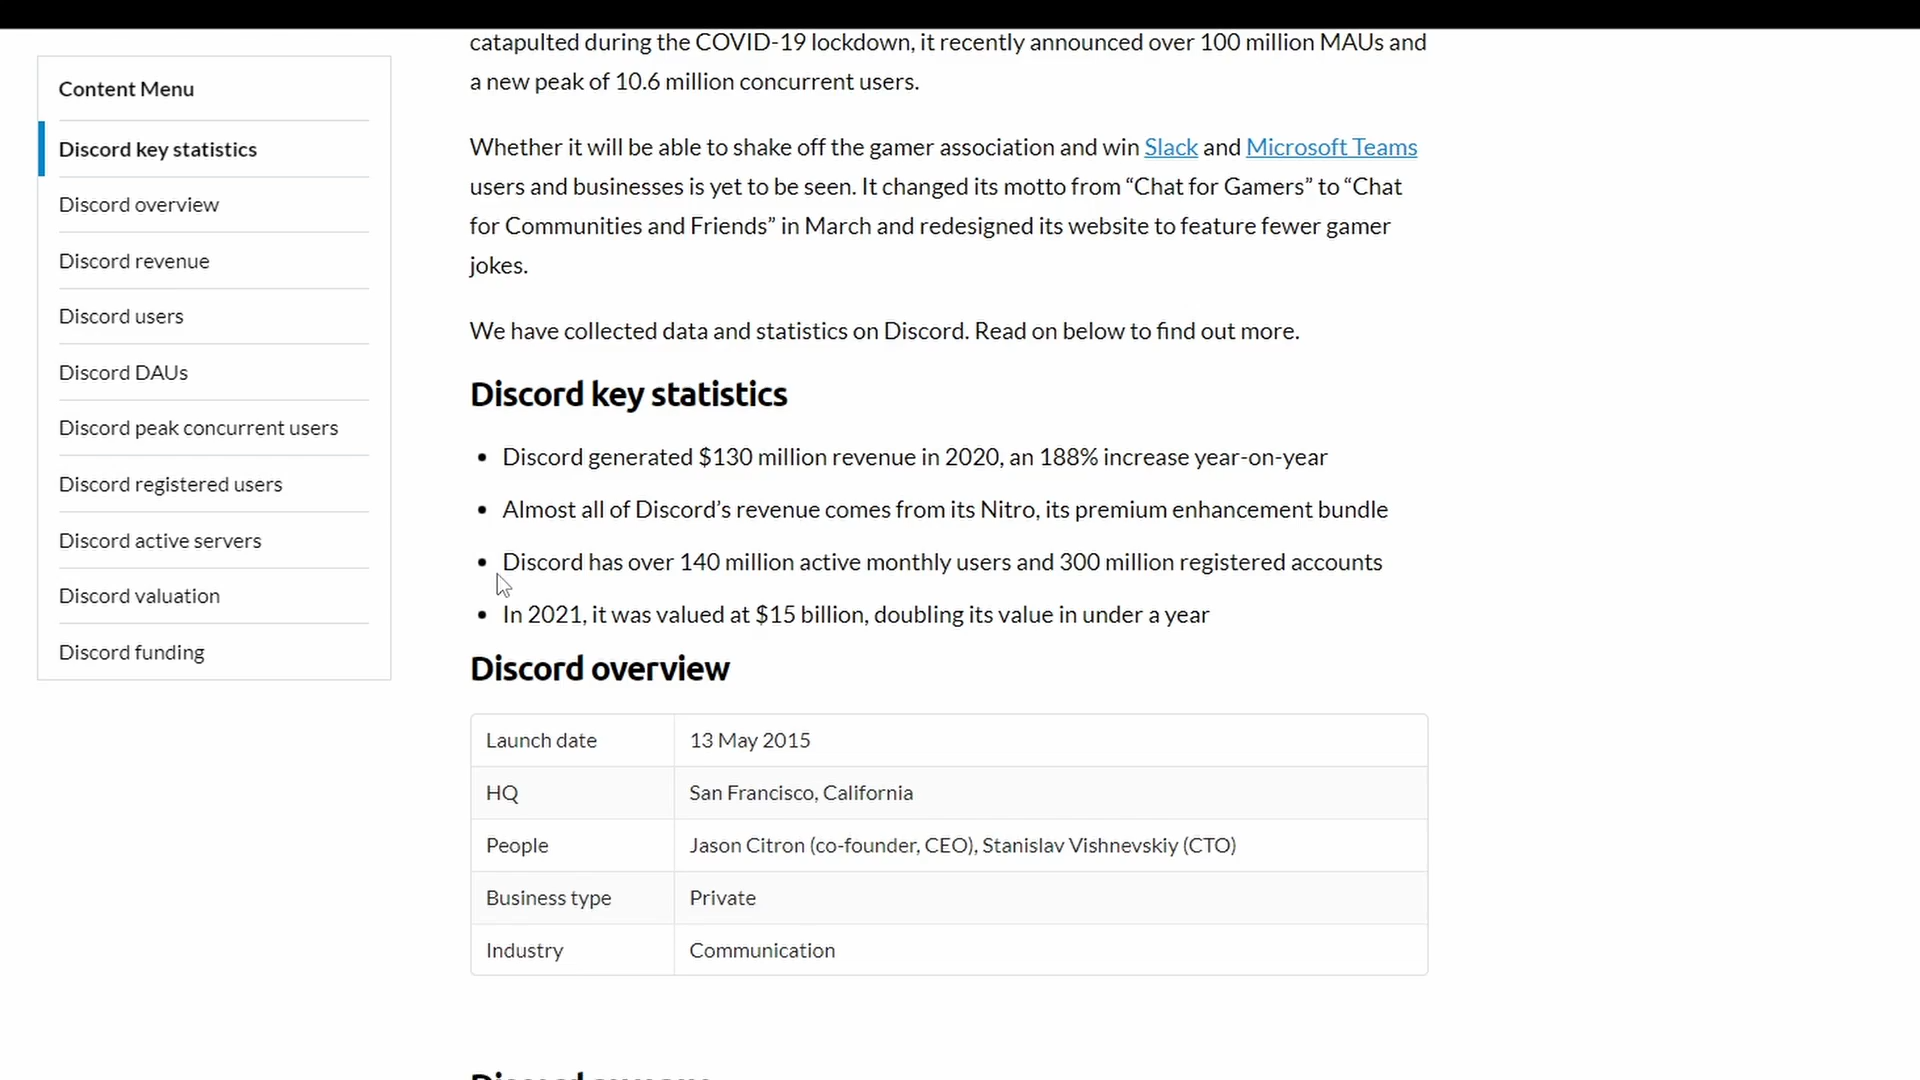 catapulted during the COVID-19 lockdown, it recently announced over 100 million MAUs and
a new peak of 10.6 million concurrent users.
Content Menu
Discord key statistics
Discord overview
Discord revenue
Discord users
Discord DAUs
Discord peak concurrent users
Discord registered users
Discord active servers
Discord valuation
Discord funding
Whether it will be able to shake off the gamer association and win Slack and Microsoft Teams
users and businesses is yet to be seen. It changed its motto from “Chat for Gamers” to “Chat
for Communities and Friends” in March and redesigned its website to feature fewer gamer
jokes.
We have collected data and statistics on Discord. Read on below to find out more.
Discord key statistics
• Discord generated $130 million revenue in 2020, an 188% increase year-on-year
• Almost all of Discord’s revenue comes from its Nitro, its premium enhancement bundle
• Discord has over 140 million active monthly users and 300 million registered accounts
• In 2021, it was valued at $15 billion, doubling its value in under a year
Discord overview
Launch date 13 May 2015
HQ San Francisco, California
People Jason Citron (co-founder, CEO), Stanislav Vishnevskiy (CTO)
Business type Private
Industry Communication